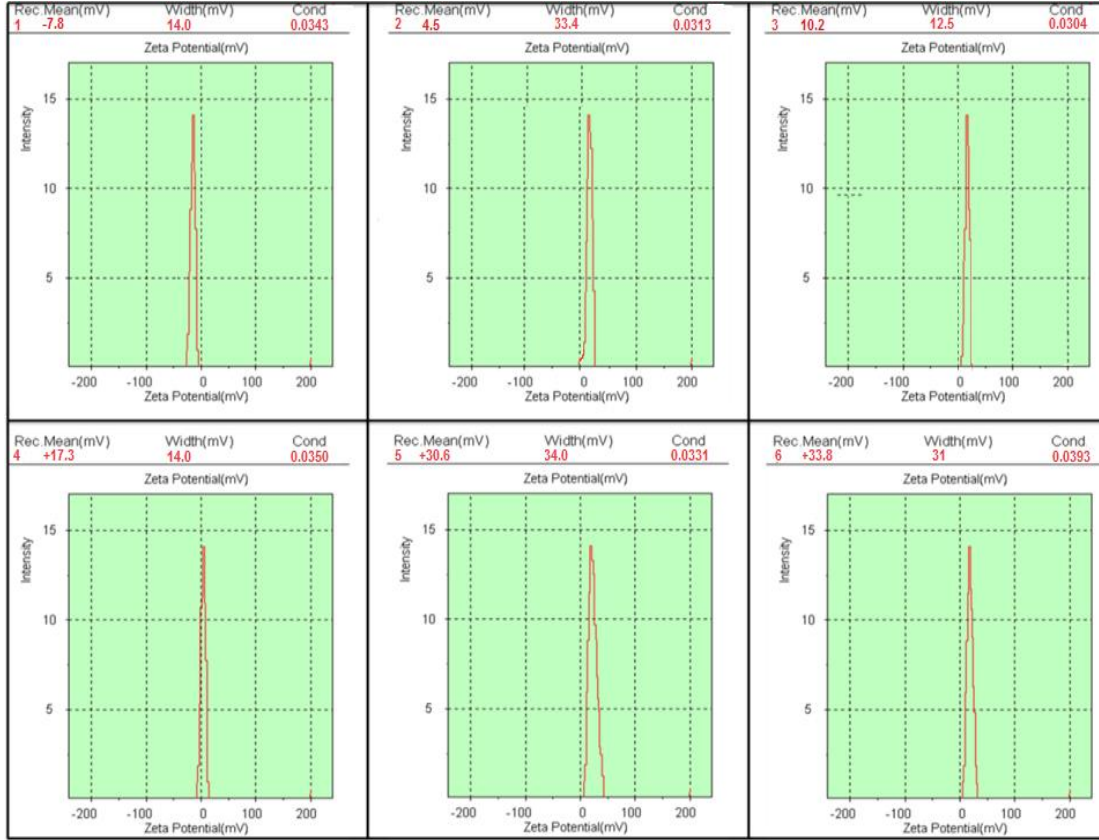 Rec.Mean(mV) Width(mV) Cond
1 -7.8 14.0 0.0343
Zeta Potential(mV)
Intensity
15
10
5
-200 -100 0 100 200
Zeta Potential(mV)
Rec.Mean(mV) Width(mV) Cond
2 4.5 33.4 0.0313
Zeta Potential(mV)
Intensity
15
10
5
-200 -100 0 100 200
Zeta Potential(mV)
Rec.Mean(mV) Width(mV) Cond
3 10.2 12.5 0.0304
Zeta Potential(mV)
Intensity
15
10
5
-200 -100 0 100 200
Zeta Potential(mV)
Rec.Mean(mV) Width(mV) Cond
4 +17.3 14.0 0.0350
Zeta Potential(mV)
Intensity
15
10
5
-200 -100 0 100 200
Zeta Potential(mV)
Rec.Mean(mV) Width(mV) Cond
5 +30.6 34.0 0.0331
Zeta Potential(mV)
Intensity
15
10
5
-200 -100 0 100 200
Zeta Potential(mV)
Rec.Mean(mV) Width(mV) Cond
6 +33.8 31 0.0393
Zeta Potential(mV)
Intensity
15
10
5
-200 -100 0 100 200
Zeta Potential(mV)